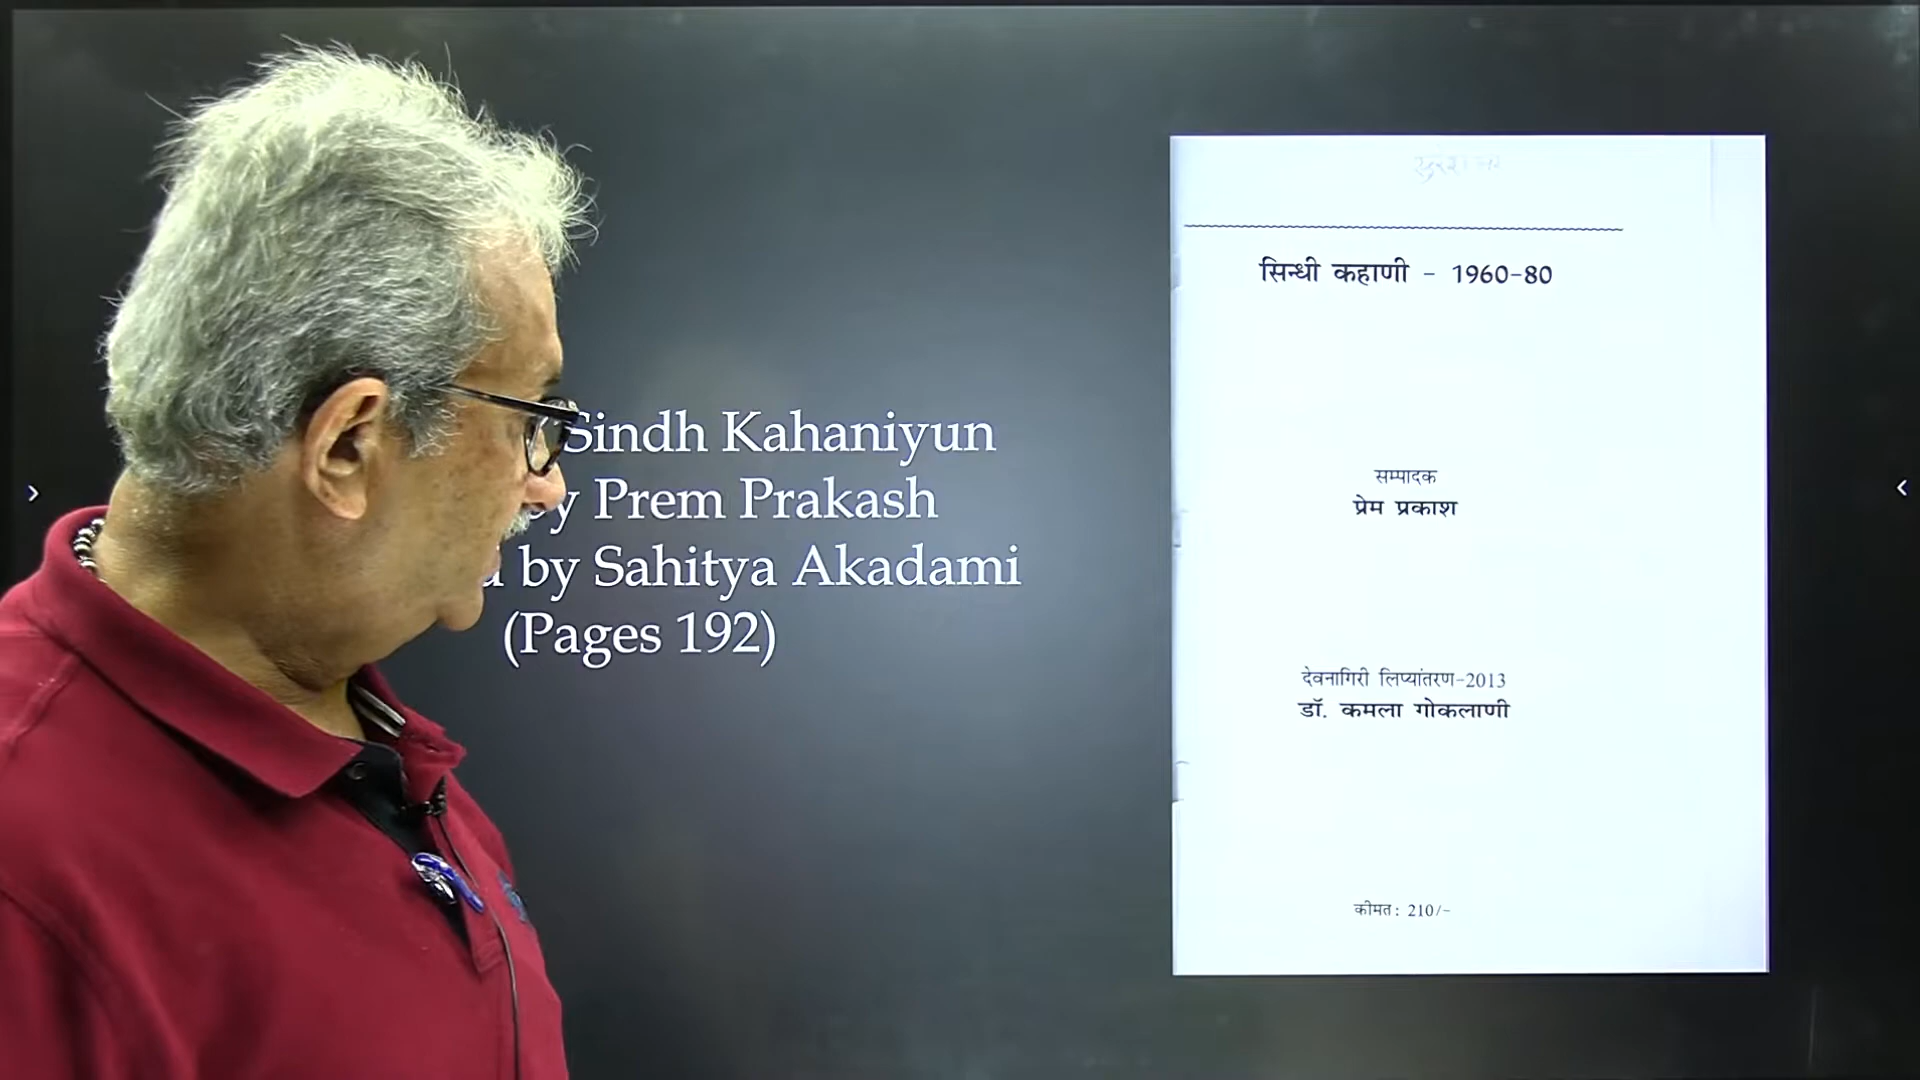 Sindh Kahaniyun
by Prem Prakash
by Sahitya Akadami
(Pages 192)
सिन्धी कहाणी - 1960-80
सम्पादक
प्रेम प्रकाश
देवनागिरी लिप्यांतरण-2013
डॉ. कमला गोकलाणी
कीमत: 210/-